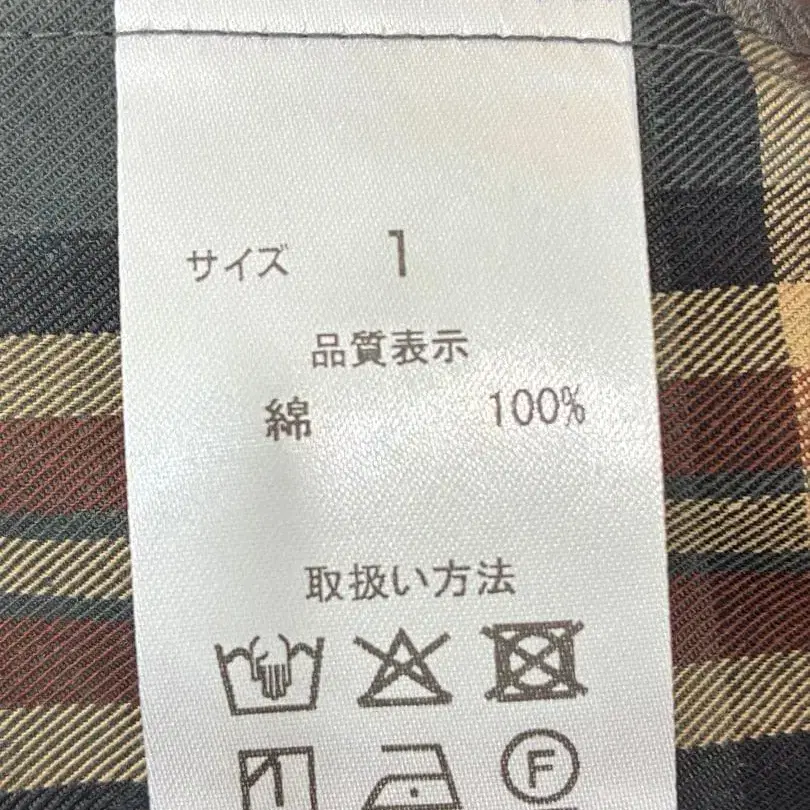 サイズ 1
品質表示
綿 100%
取扱い方法
F